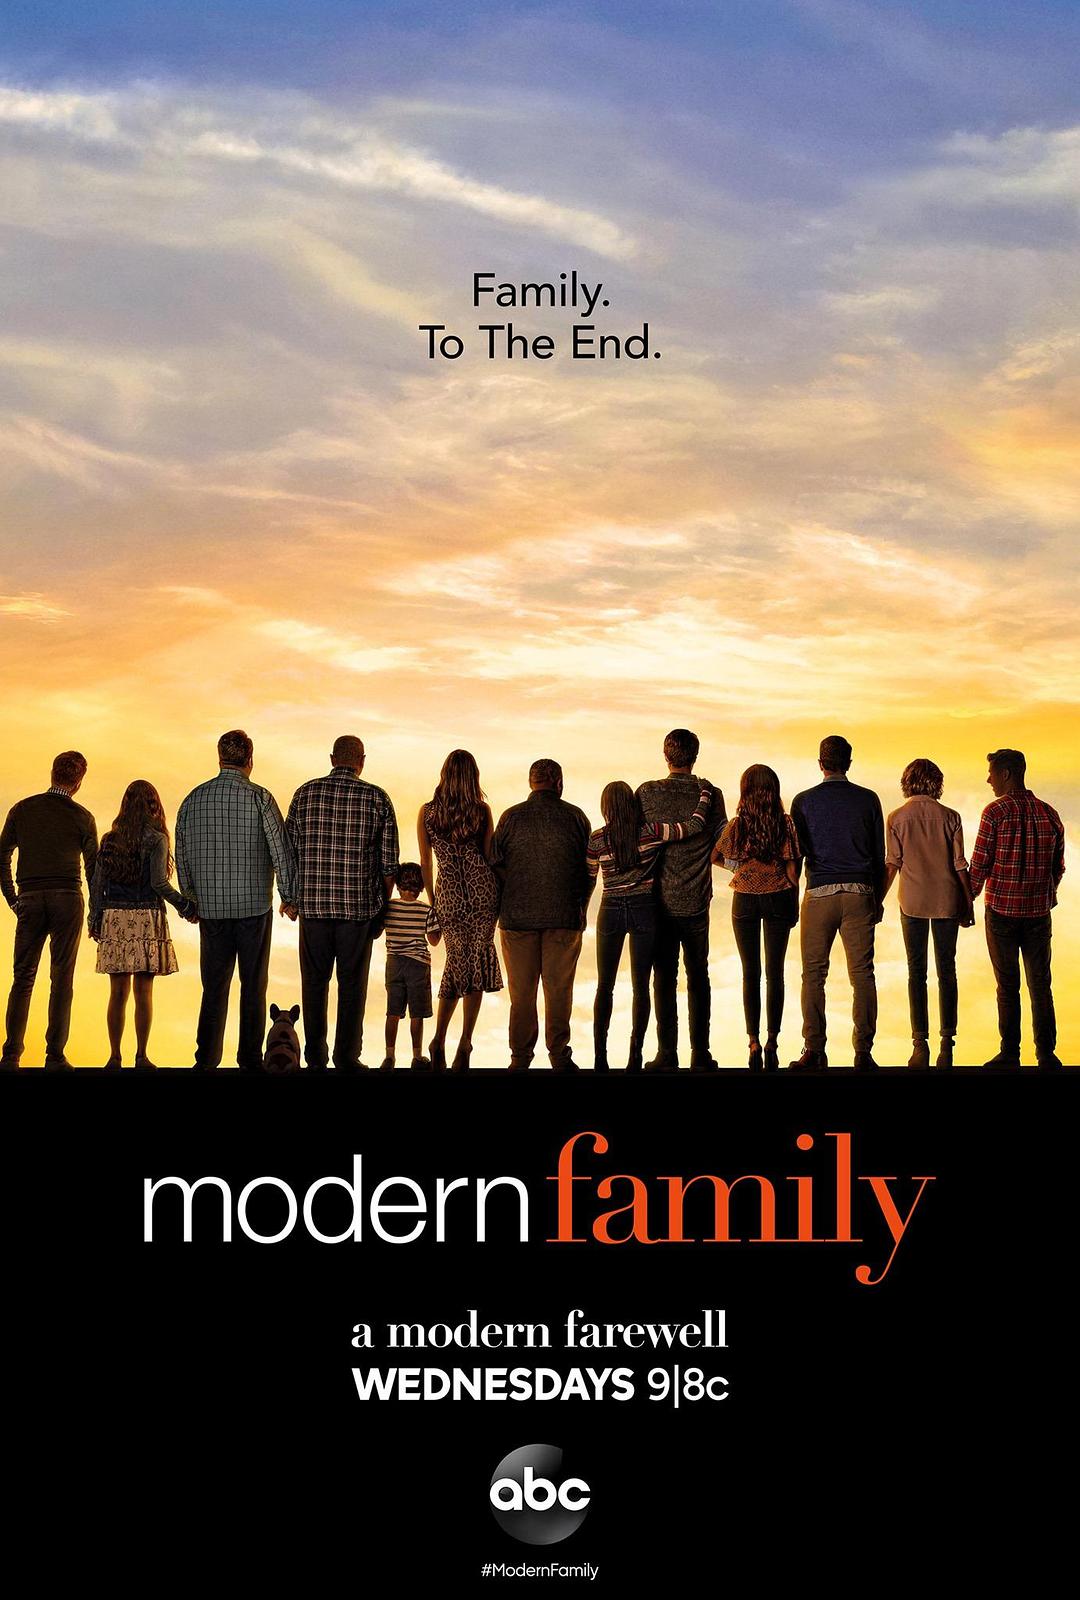 Family.
To The End.
modern family
a modern farewell
WEDNESDAYS 9|8c
abc
#ModernFamily